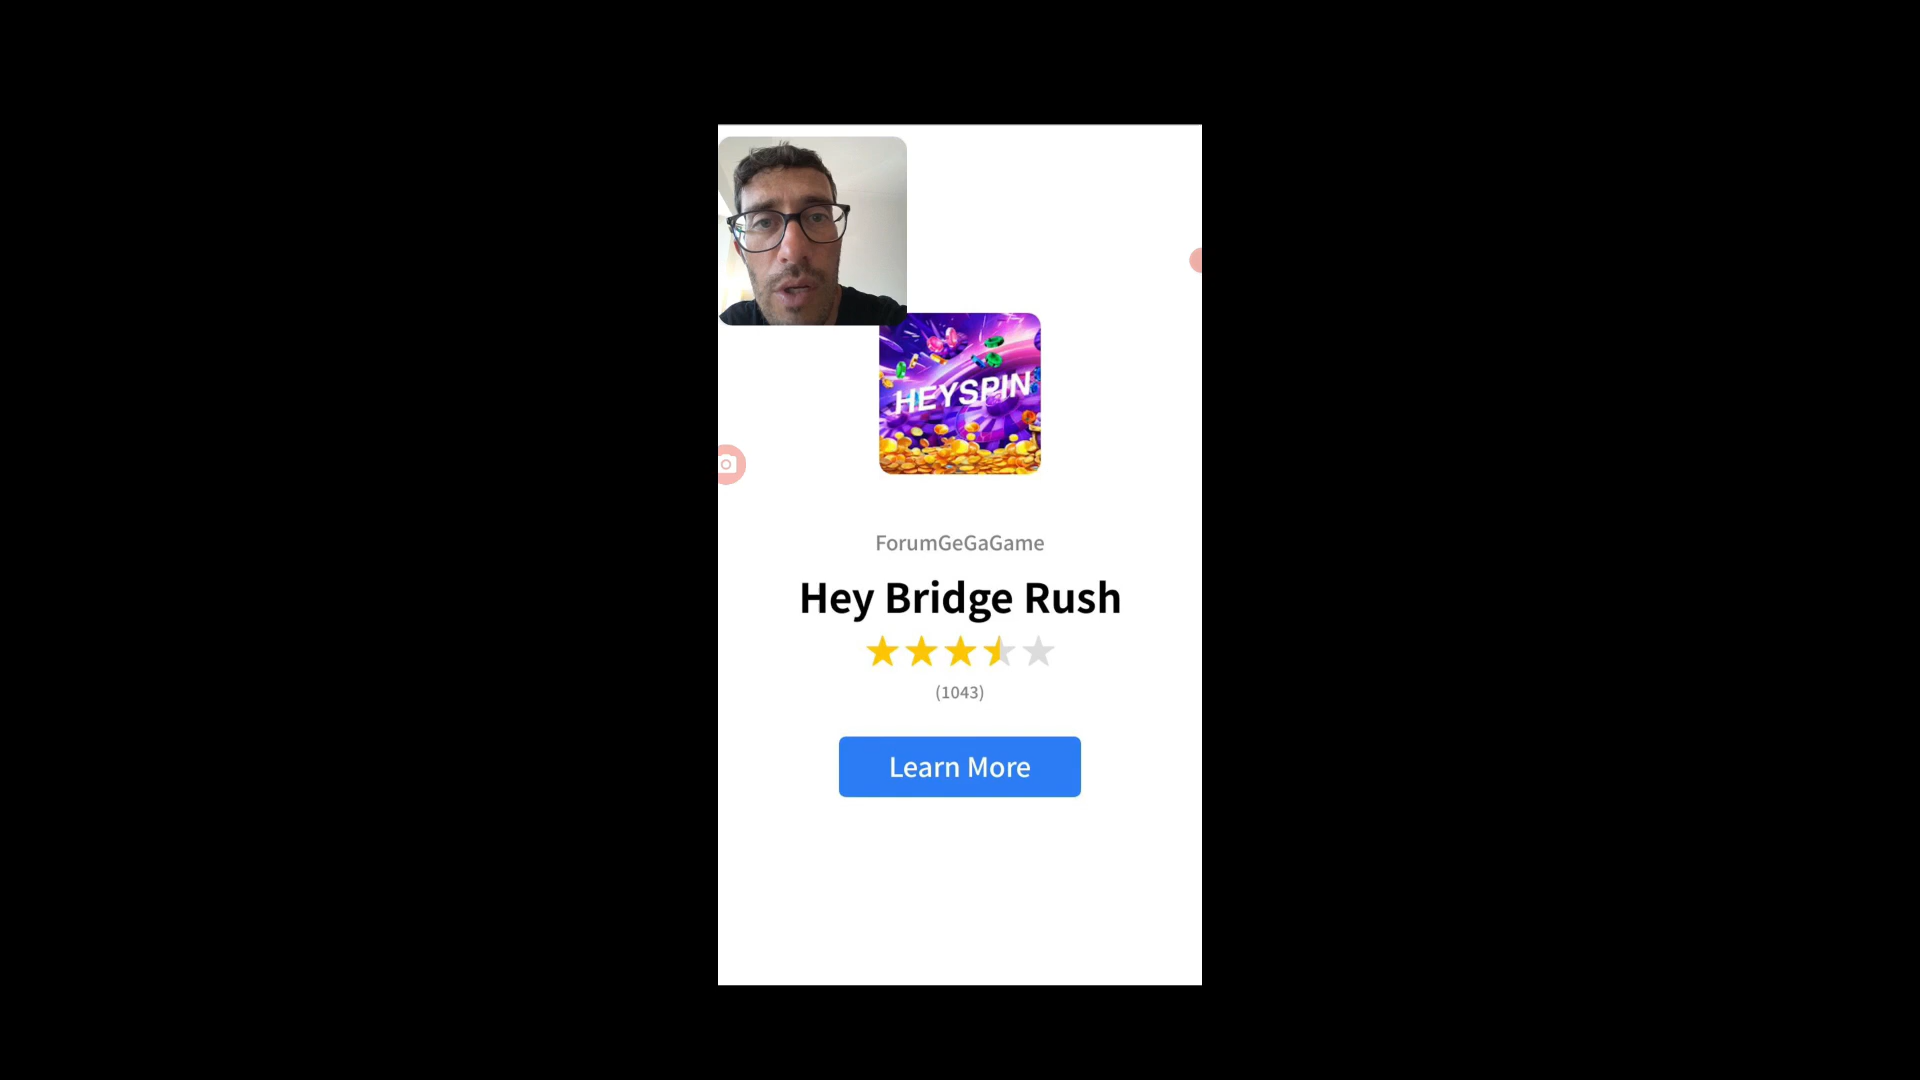 HEYSPIN
ForumGeGaGame
Hey Bridge Rush
(1043)
Learn More